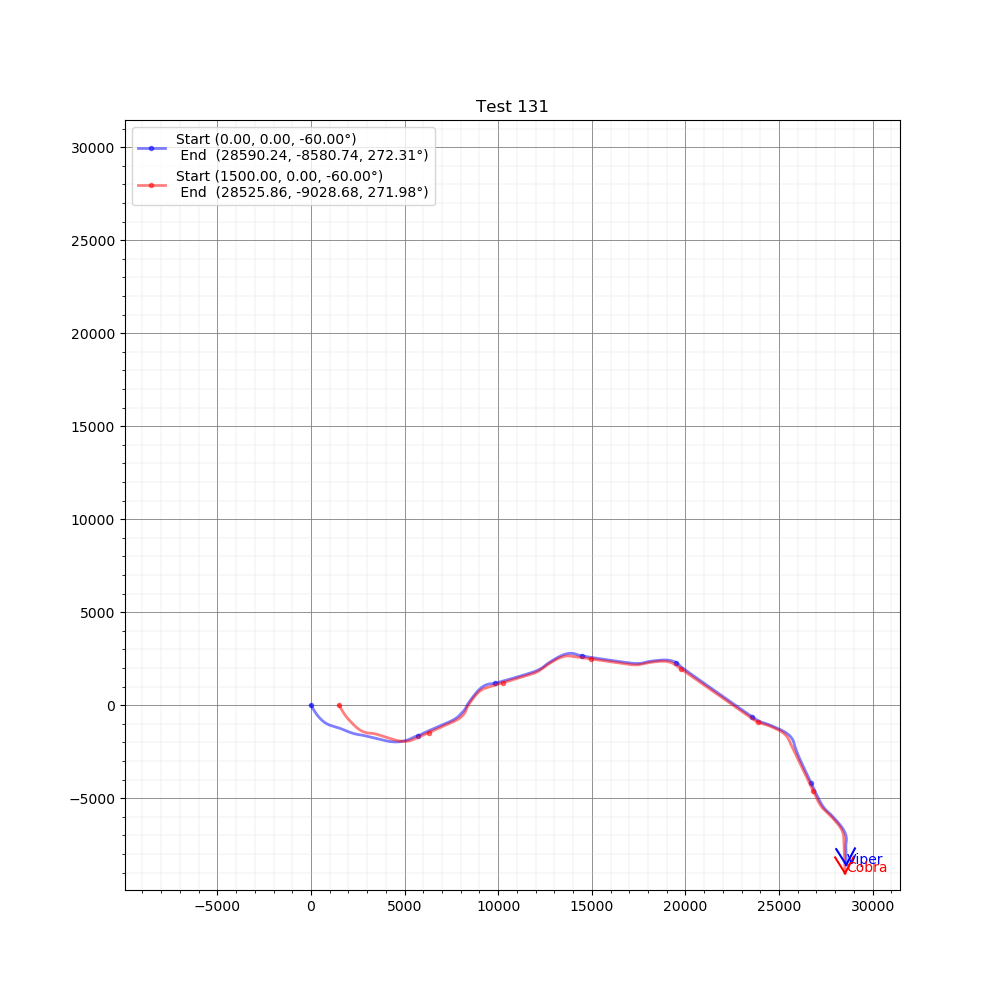 Test 131
Start (0.00, 0.00, -60.00°)
End  (28590.24, -8580.74, 272.31°)
Start (1500.00, 0.00, -60.00°)
End  (28525.86, -9028.68, 271.98°)
30000
25000
20000
15000
10000
5000
0
−5000
Viper
Cobra
−5000 0 5000 10000 15000 20000 25000 30000